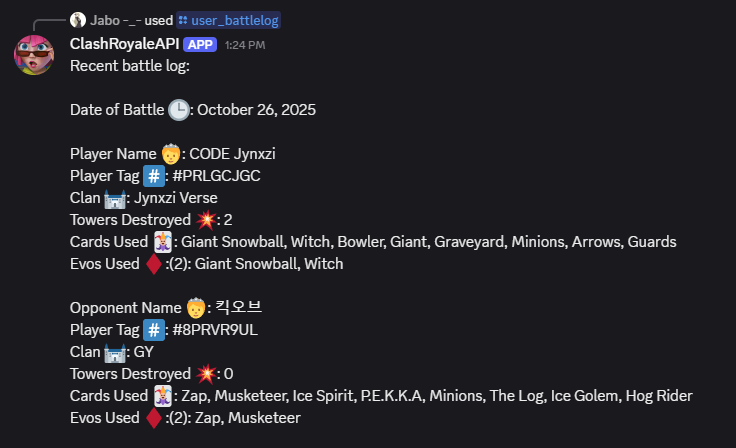 Jabo -_- used user_battlelog
ClashRoyaleAPI APP 1:24 PM
Recent battle log:
Date of Battle 🕒: October 26, 2025
Player Name 🤴: CODE Jynxzi
Player Tag #️⃣: #PRLGCJGC
Clan 🏰: Jynxzi Verse
Towers Destroyed 💥: 2
Cards Used 🃏: Giant Snowball, Witch, Bowler, Giant, Graveyard, Minions, Arrows, Guards
Evos Used ♦️:(2): Giant Snowball, Witch
Opponent Name 🤴: 킥오브
Player Tag #️⃣: #8PRVR9UL
Clan 🏰: GY
Towers Destroyed 💥: 0
Cards Used 🃏: Zap, Musketeer, Ice Spirit, P.E.K.K.A, Minions, The Log, Ice Golem, Hog Rider
Evos Used ♦️:(2): Zap, Musketeer